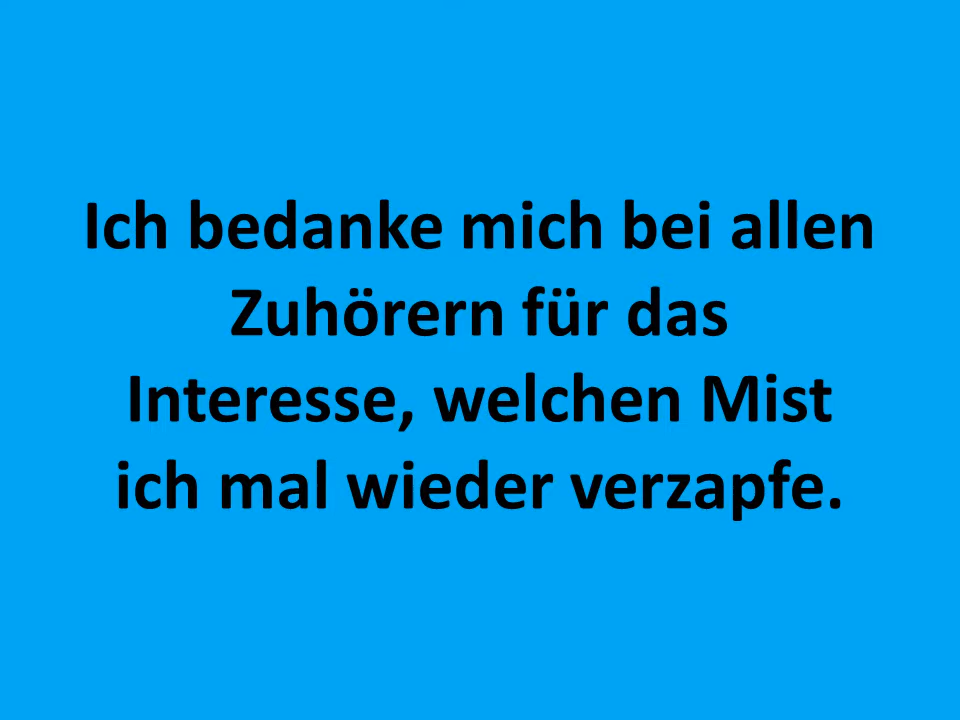 Ich bedanke mich bei allen
Zuhörern für das
Interesse, welchen Mist
ich mal wieder verzapfe.